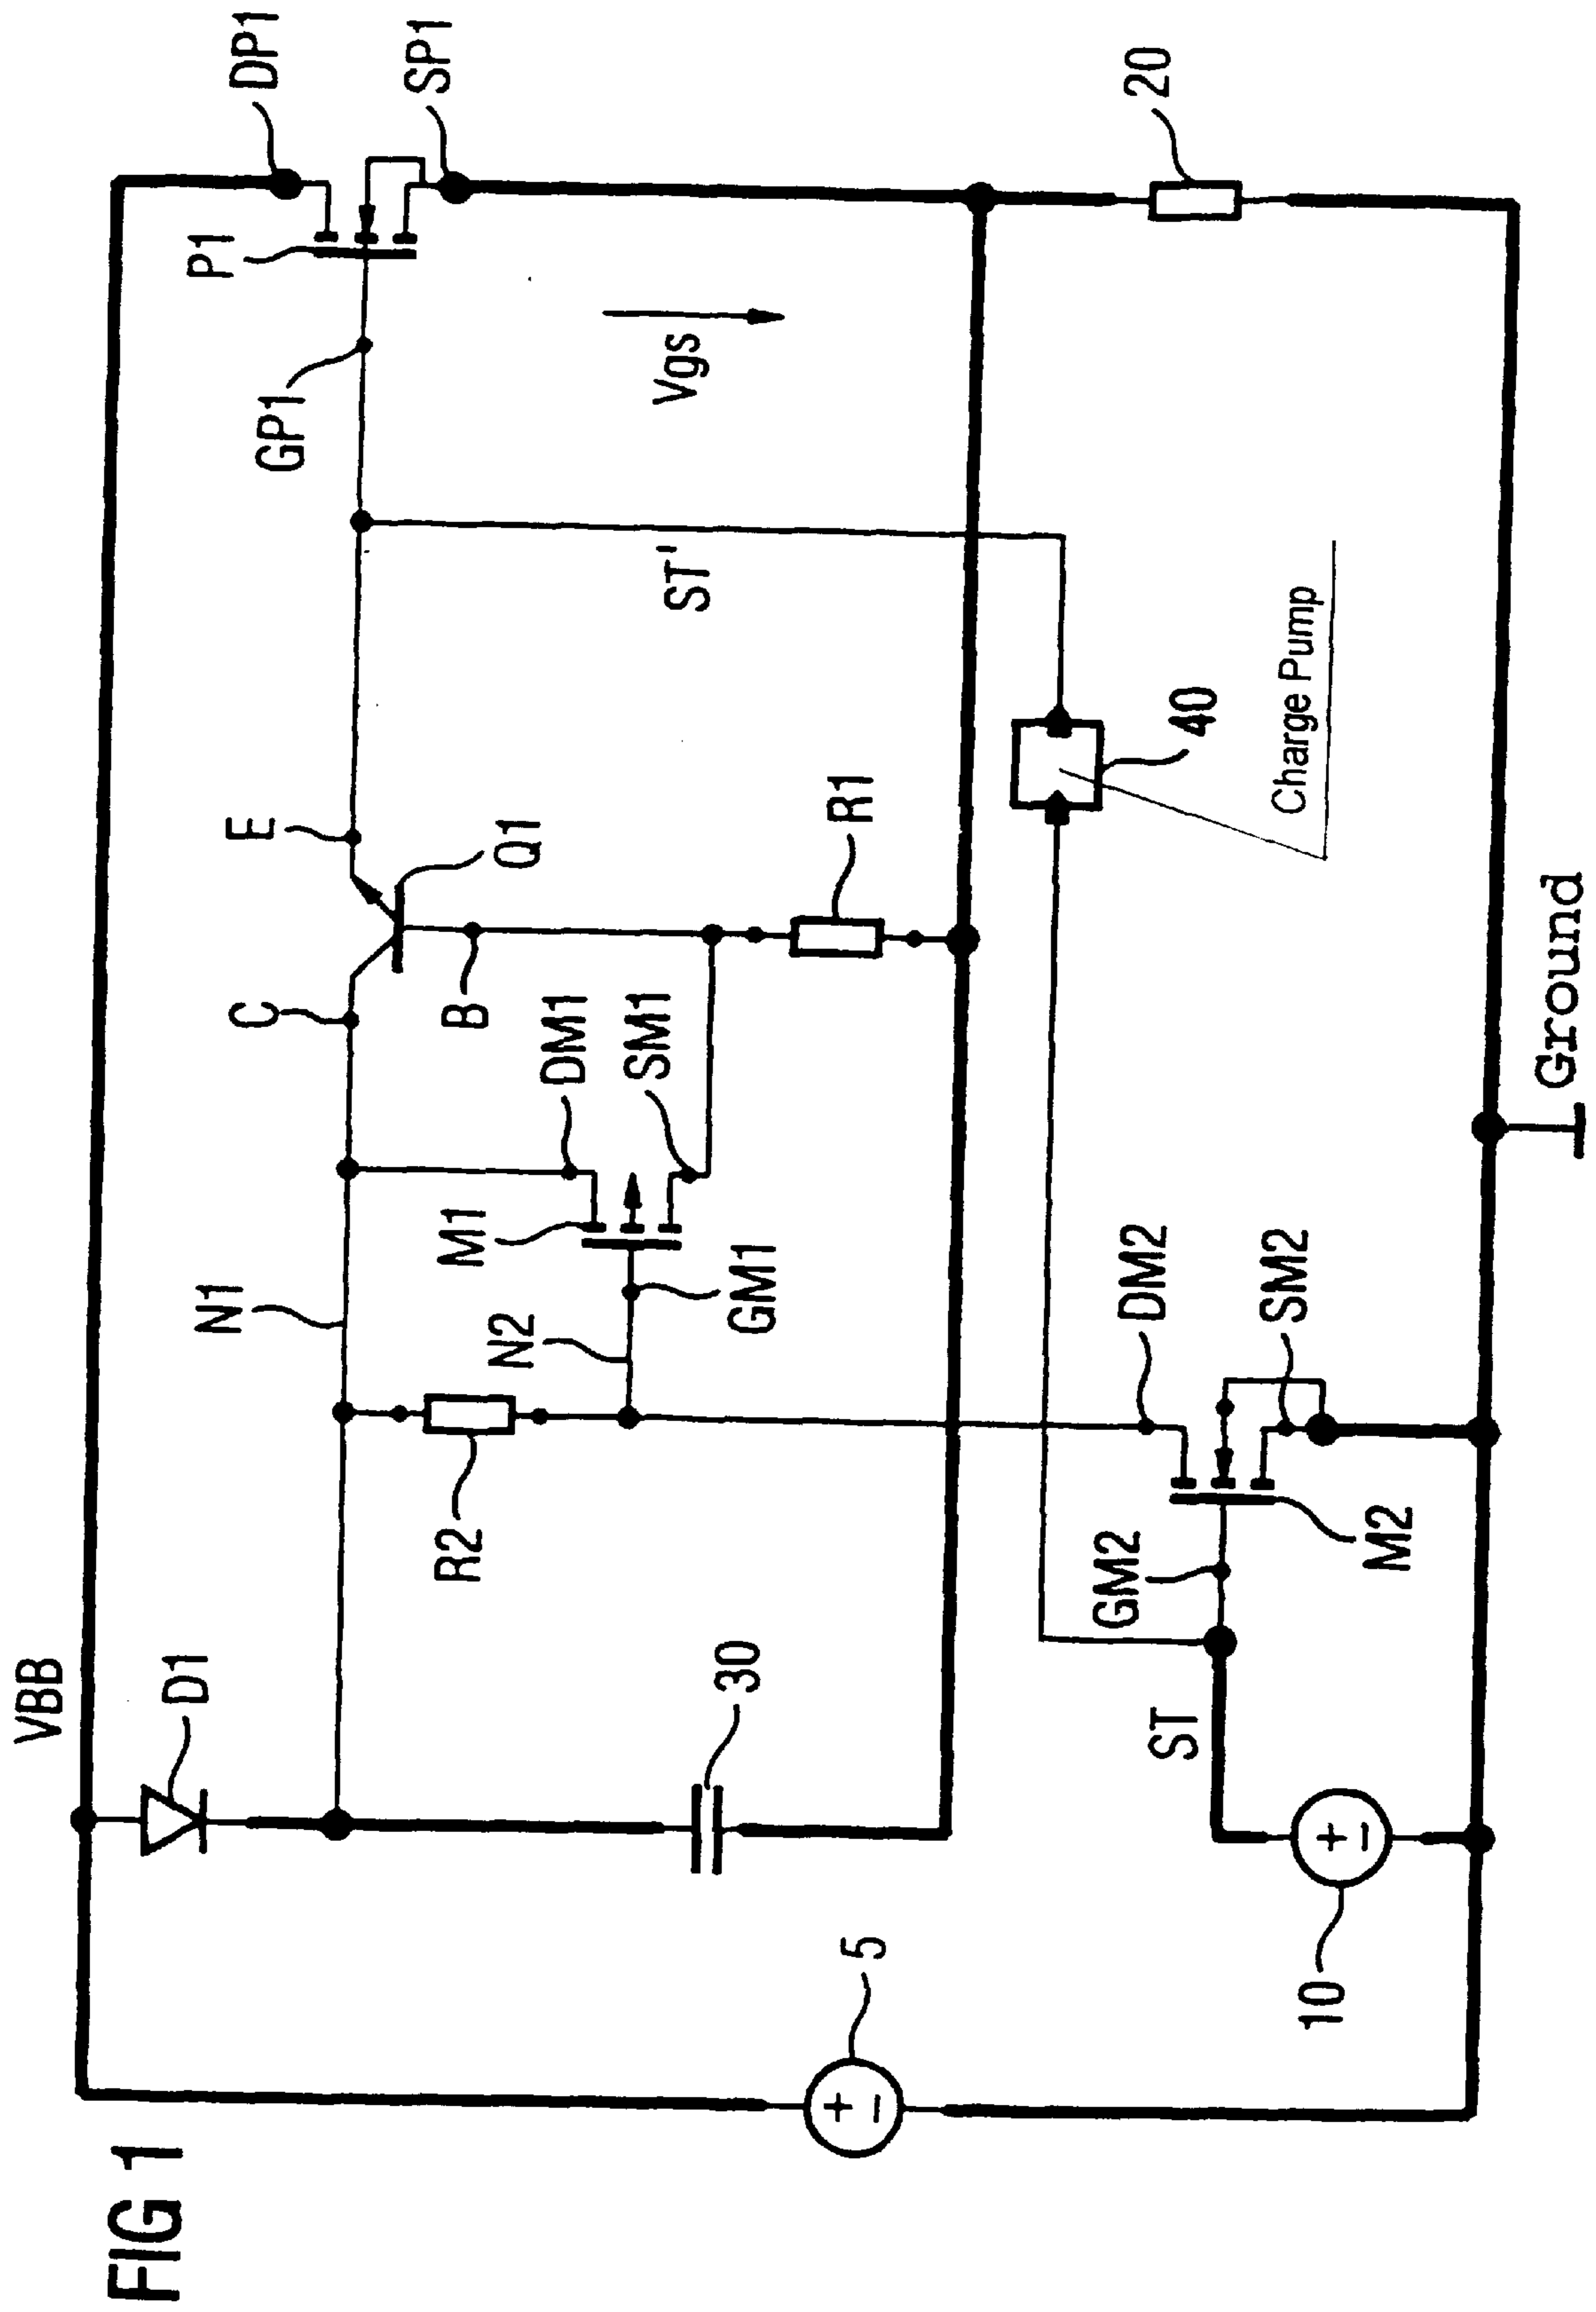 FIG 1
VBB
D1
N1
C
E
GP1
P1
DP1
SP1
R2
N2
M1
GM1
DM1
SM1
B
Q1
R1
ST'
Vgs
30
5
ST
GM2
M2
DM2
SM2
40
Charge Pump
20
10
Ground
+
−
+
−